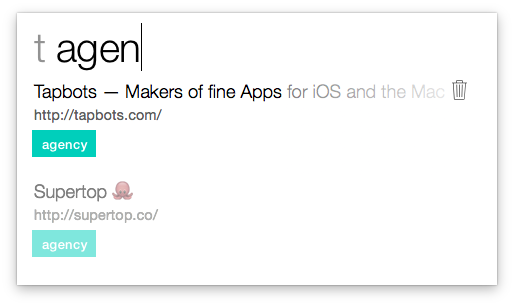 t agen
Tapbots — Makers of fine Apps for iOS and the Mac
http://tapbots.com/
agency
Supertop 🐙
http://supertop.co/
agency